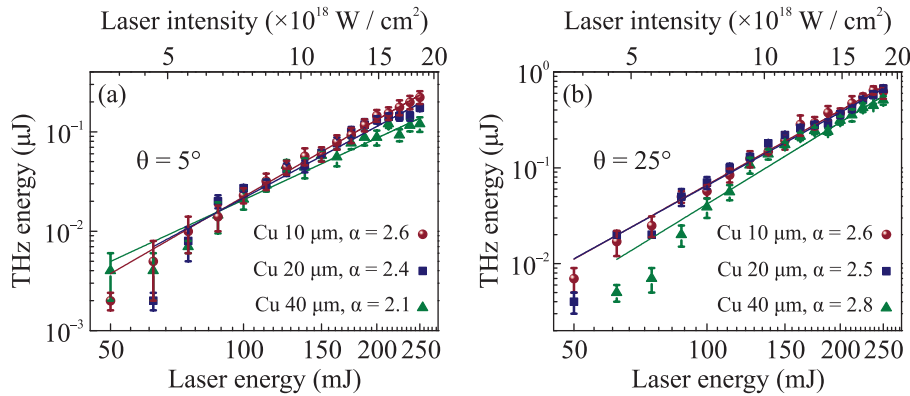 Laser intensity (×10¹⁸ W / cm²)
5 10 15 20
(a)
θ = 5°
THz energy (µJ)
10⁻¹
10⁻²
10⁻³
Cu 10 µm, α = 2.6
Cu 20 µm, α = 2.4
Cu 40 µm, α = 2.1
50 100 150 200 250
Laser energy (mJ)
Laser intensity (×10¹⁸ W / cm²)
5 10 15 20
(b)
θ = 25°
THz energy (µJ)
10⁰
10⁻¹
10⁻²
Cu 10 µm, α = 2.6
Cu 20 µm, α = 2.5
Cu 40 µm, α = 2.8
50 100 150 200 250
Laser energy (mJ)